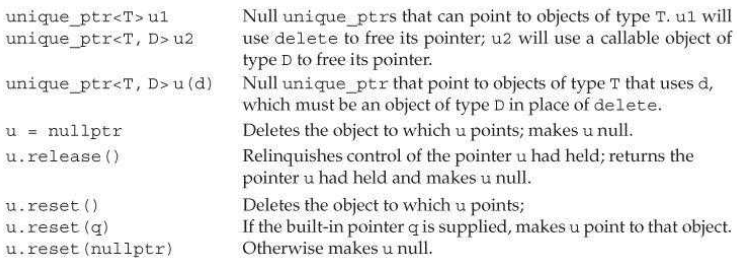 unique_ptr<T> u1 Null unique_ptrs that can point to objects of type T. u1 will
unique_ptr<T, D> u2 use delete to free its pointer; u2 will use a callable object of
type D to free its pointer.
unique_ptr<T, D> u(d) Null unique_ptr that point to objects of type T that uses d,
which must be an object of type D in place of delete.
u = nullptr Deletes the object to which u points; makes u null.
u.release() Relinquishes control of the pointer u had held; returns the
pointer u had held and makes u null.
u.reset() Deletes the object to which u points;
u.reset(q) If the built-in pointer q is supplied, makes u point to that object.
u.reset(nullptr) Otherwise makes u null.